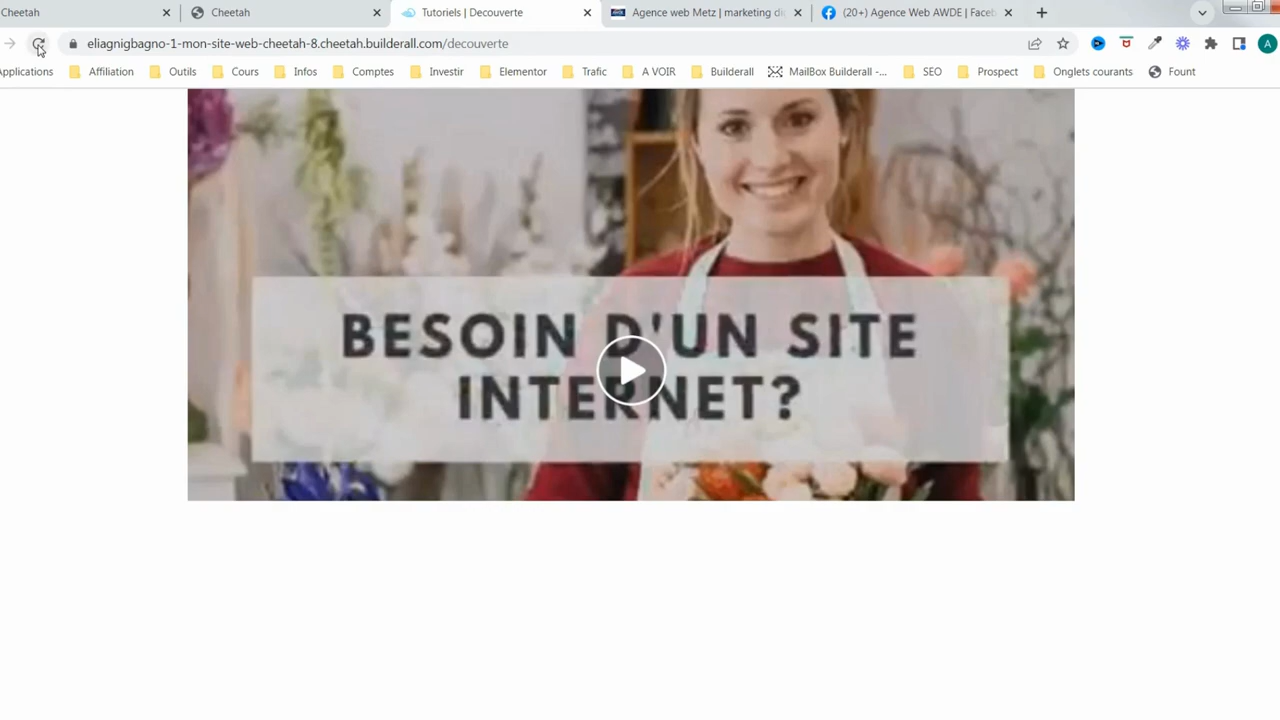 Cheetah
Cheetah
Tutoriels | Decouverte
Agence web Metz | marketing di
(20+) Agence Web AWDE | Faceb
eliagnigbagno-1-mon-site-web-cheetah-8.cheetah.builderall.com/decouverte
Applications
Affiliation
Outils
Cours
Infos
Comptes
Investir
Elementor
Trafic
A VOIR
Builderall
MailBox Builderall -...
SEO
Prospect
Onglets courants
Fount
A
BESOIN D'UN SITE
INTERNET?